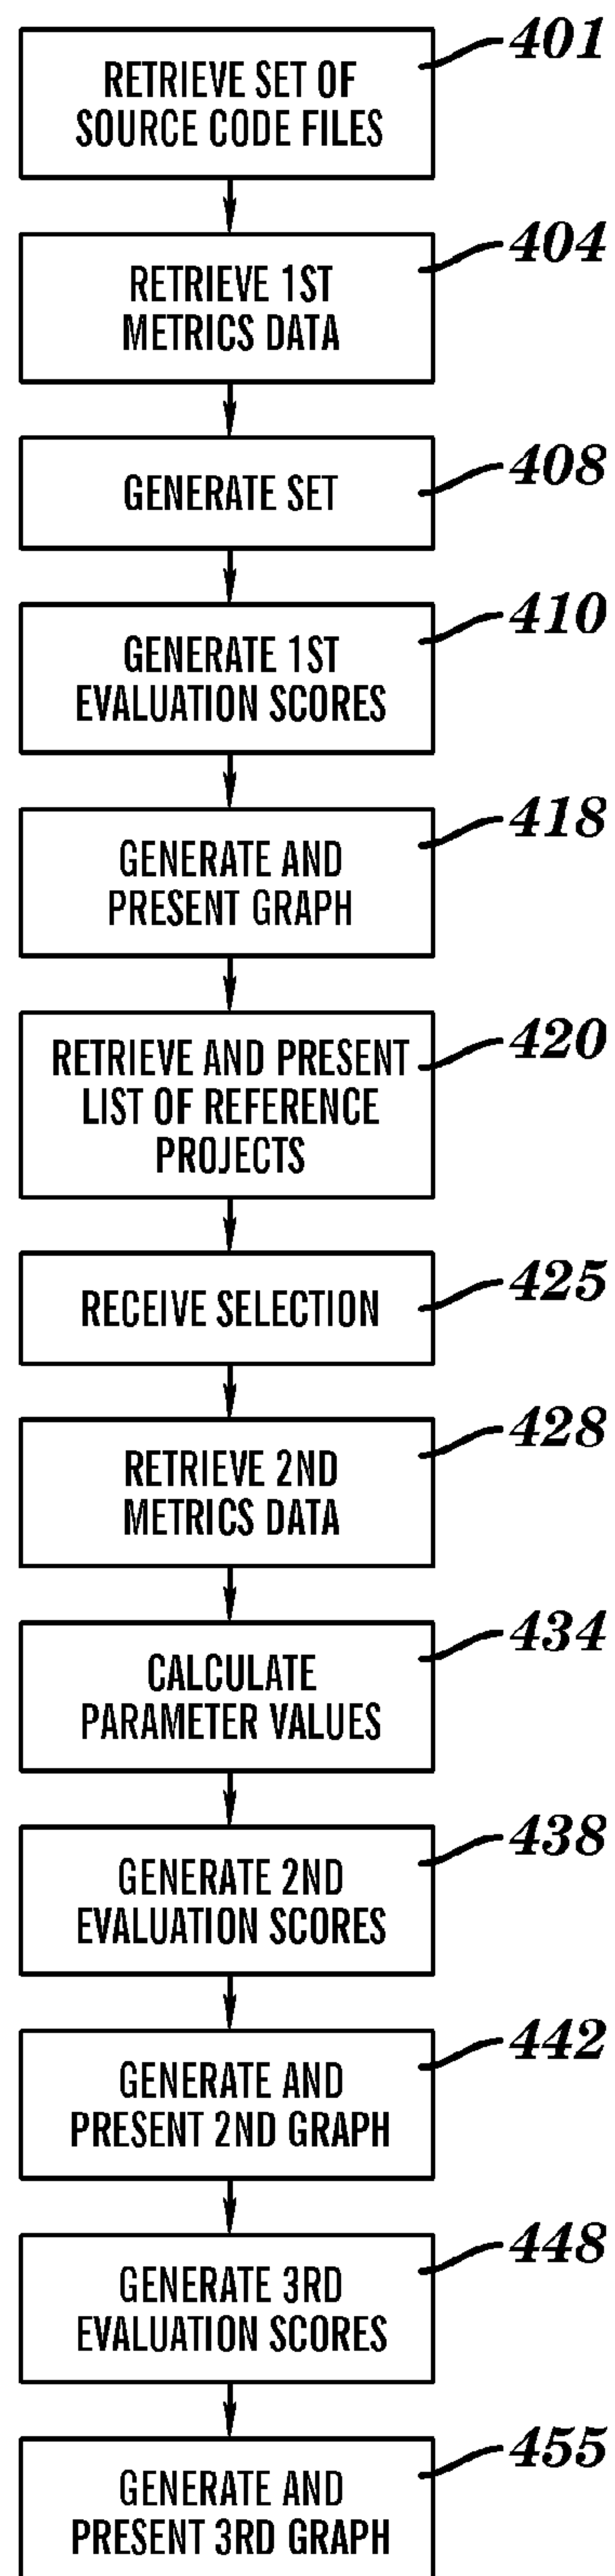 401
RETRIEVE SET OF
SOURCE CODE FILES
404
RETRIEVE 1ST
METRICS DATA
408
GENERATE SET
410
GENERATE 1ST
EVALUATION SCORES
418
GENERATE AND
PRESENT GRAPH
420
RETRIEVE AND PRESENT
LIST OF REFERENCE
PROJECTS
425
RECEIVE SELECTION
428
RETRIEVE 2ND
METRICS DATA
434
CALCULATE
PARAMETER VALUES
438
GENERATE 2ND
EVALUATION SCORES
442
GENERATE AND
PRESENT 2ND GRAPH
448
GENERATE 3RD
EVALUATION SCORES
455
GENERATE AND
PRESENT 3RD GRAPH